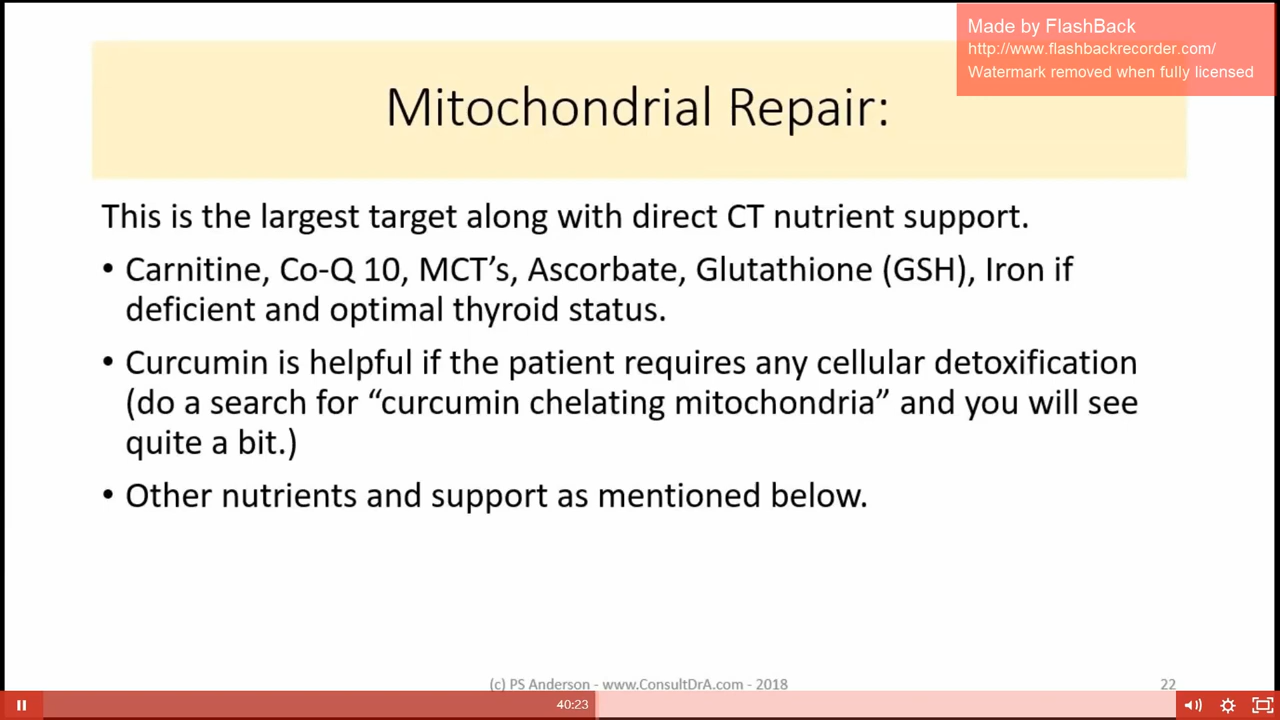 Made by FlashBack
http://www.flashbackrecorder.com/
Watermark removed when fully licensed
Mitochondrial Repair:
This is the largest target along with direct CT nutrient support.
• Carnitine, Co-Q 10, MCT’s, Ascorbate, Glutathione (GSH), Iron if
deficient and optimal thyroid status.
• Curcumin is helpful if the patient requires any cellular detoxification
(do a search for “curcumin chelating mitochondria” and you will see
quite a bit.)
• Other nutrients and support as mentioned below.
(c) PS Anderson - www.ConsultDrA.com - 2018
22
40:23